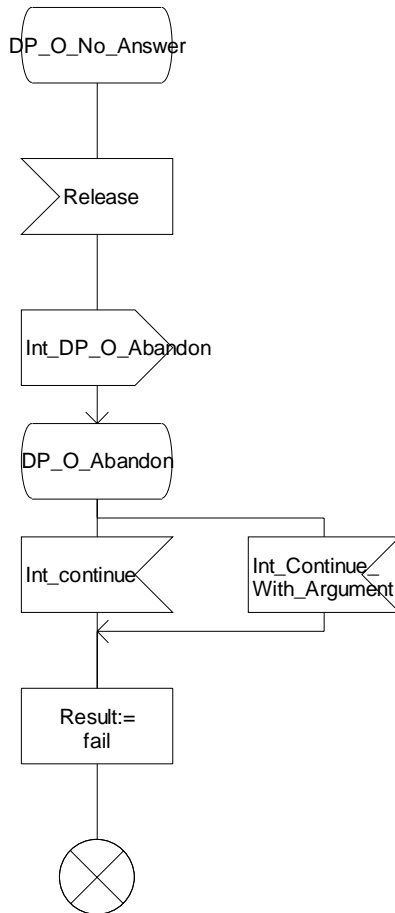 DP_O_No_Answer
Release
Int_DP_O_Abandon
DP_O_Abandon
Int_continue
Int_Continue_
With_Argument
Result:=
fail